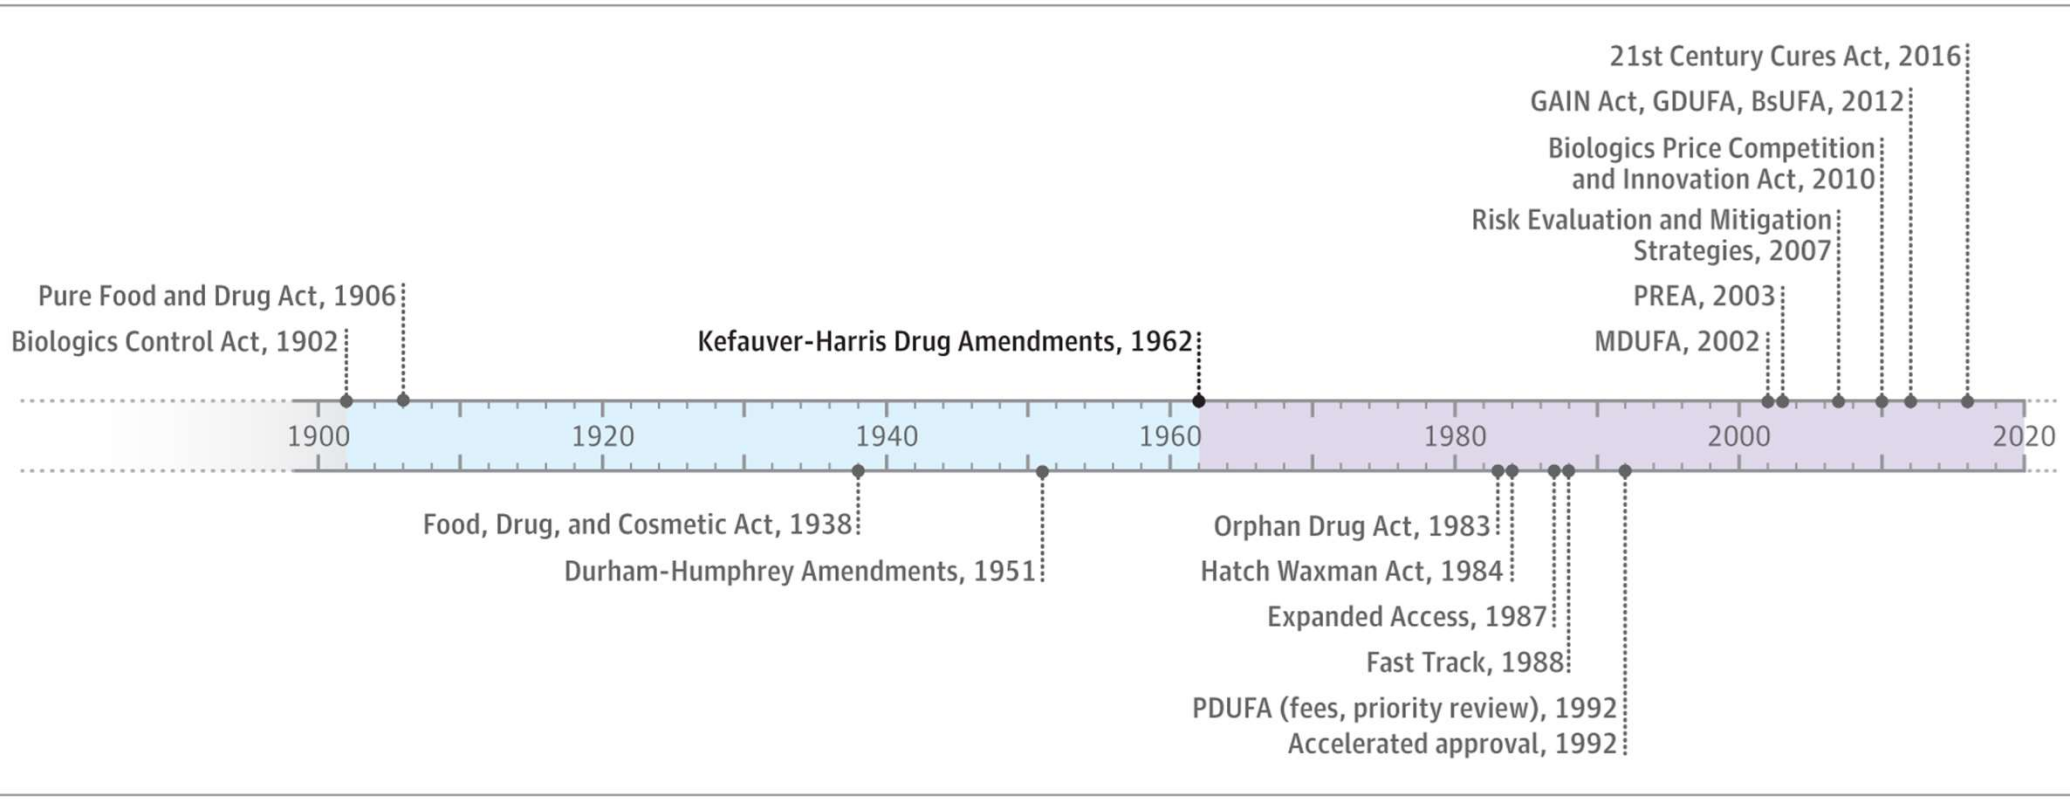 21st Century Cures Act, 2016
GAIN Act, GDUFA, BsUFA, 2012
Biologics Price Competition
and Innovation Act, 2010
Risk Evaluation and Mitigation
Strategies, 2007
Pure Food and Drug Act, 1906
PREA, 2003
Biologics Control Act, 1902
Kefauver-Harris Drug Amendments, 1962
MDUFA, 2002
1900 1920 1940 1960 1980 2000 2020
Food, Drug, and Cosmetic Act, 1938
Orphan Drug Act, 1983
Durham-Humphrey Amendments, 1951
Hatch Waxman Act, 1984
Expanded Access, 1987
Fast Track, 1988
PDUFA (fees, priority review), 1992
Accelerated approval, 1992